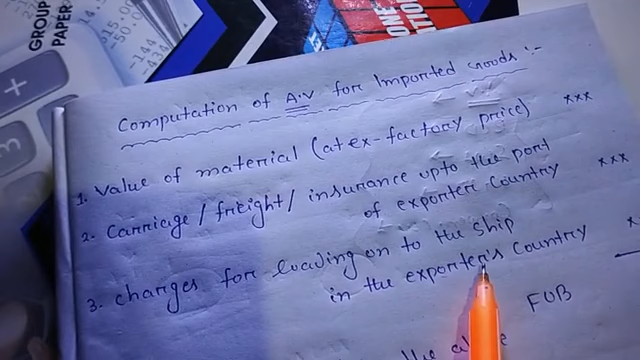 GROUP
PAPER
Computation of A.V for Imported Goods :-
1. Value of material (at ex-factory price) xxx
2. Carriage/freight/insurance upto the port xxx
of exporter country
3. charges for loading on to the ship
in the exporter's country
FOB
the